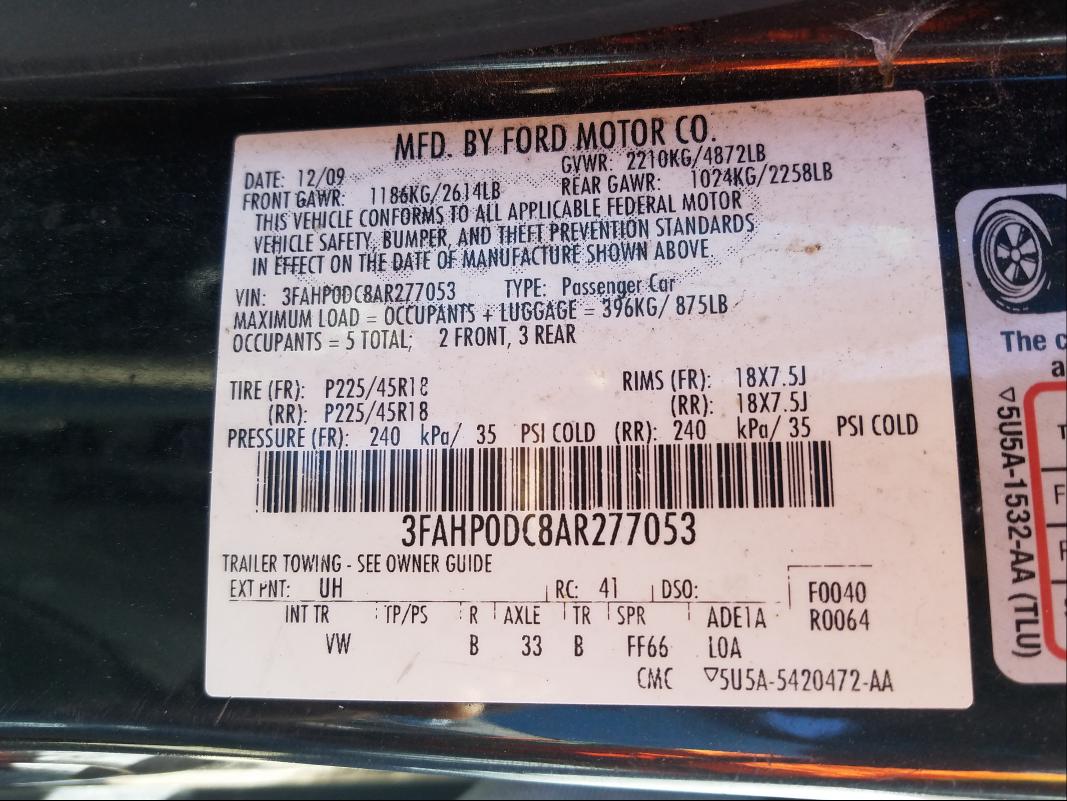 MFD. BY FORD MOTOR CO.
DATE: 12/09 GVWR: 2210KG/4872LB
FRONT GAWR: 1186KG/2614LB REAR GAWR: 1024KG/2258LB
THIS VEHICLE CONFORMS TO ALL APPLICABLE FEDERAL MOTOR
VEHICLE SAFETY, BUMPER, AND THEFT PREVENTION STANDARDS
IN EFFECT ON THE DATE OF MANUFACTURE SHOWN ABOVE.
VIN: 3FAHP0DC8AR277053 TYPE: Passenger Car
MAXIMUM LOAD = OCCUPANTS + LUGGAGE = 396KG/ 875LB
OCCUPANTS = 5 TOTAL; 2 FRONT, 3 REAR
TIRE (FR): P225/45R18 RIMS (FR): 18X7.5J
(RR): P225/45R18 (RR): 18X7.5J
PRESSURE (FR): 240 kPa/ 35 PSI COLD (RR): 240 kPa/ 35 PSI COLD
3FAHP0DC8AR277053
TRAILER TOWING - SEE OWNER GUIDE
EXT PNT: UH RC: 41 DSO: F0040
INT TR TP/PS R AXLE TR SPR ADE1A R0064
VW B 33 B FF66 LOA
CMC ▽5U5A-5420472-AA
The c
a
▽5U5A-1532-AA (TLU)
F